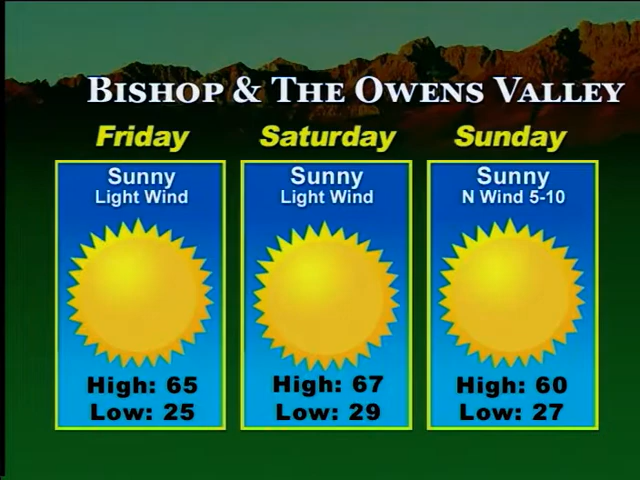 BISHOP & THE OWENS VALLEY
Friday Saturday Sunday
Sunny Sunny Sunny
Light Wind Light Wind N Wind 5-10
High: 65 High: 67 High: 60
Low: 25 Low: 29 Low: 27